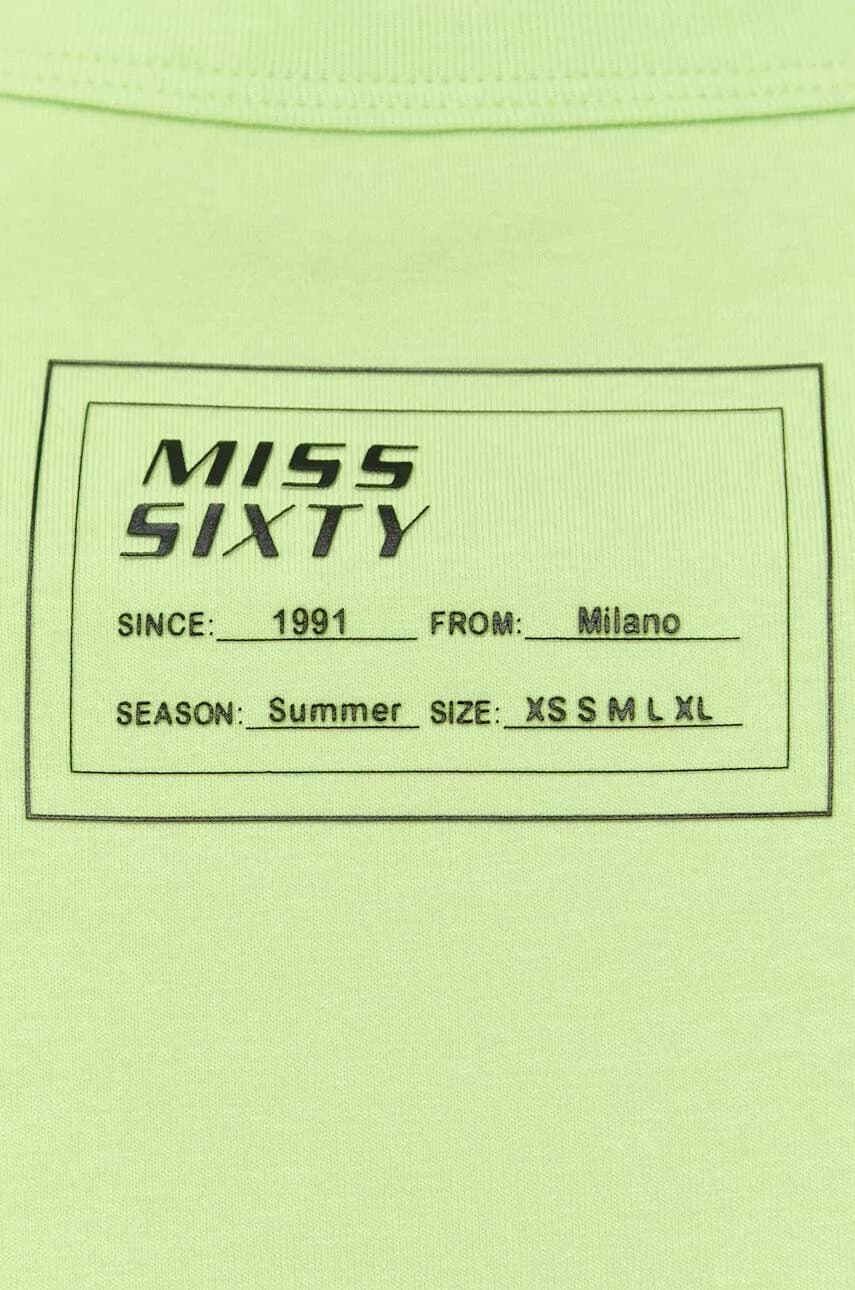 MISS
SIXTY
SINCE: 1991 FROM: Milano
SEASON: Summer SIZE: XS S M L XL